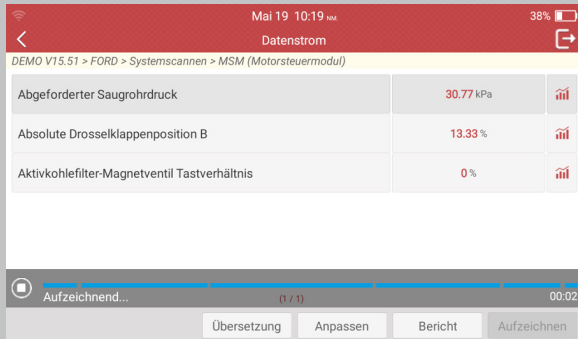 Mai 19 10:19 NM.
38%
Datenstrom
DEMO V15.51 > FORD > Systemscannen > MSM (Motorsteuermodul)
Abgeforderter Saugrohrdruck 30.77 kPa
Absolute Drosselklappenposition B 13.33 %
Aktivkohlefilter-Magnetventil Tastverhältnis 0 %
Aufzeichnend... (1 / 1) 00:02
Übersetzung Anpassen Bericht Aufzeichnen